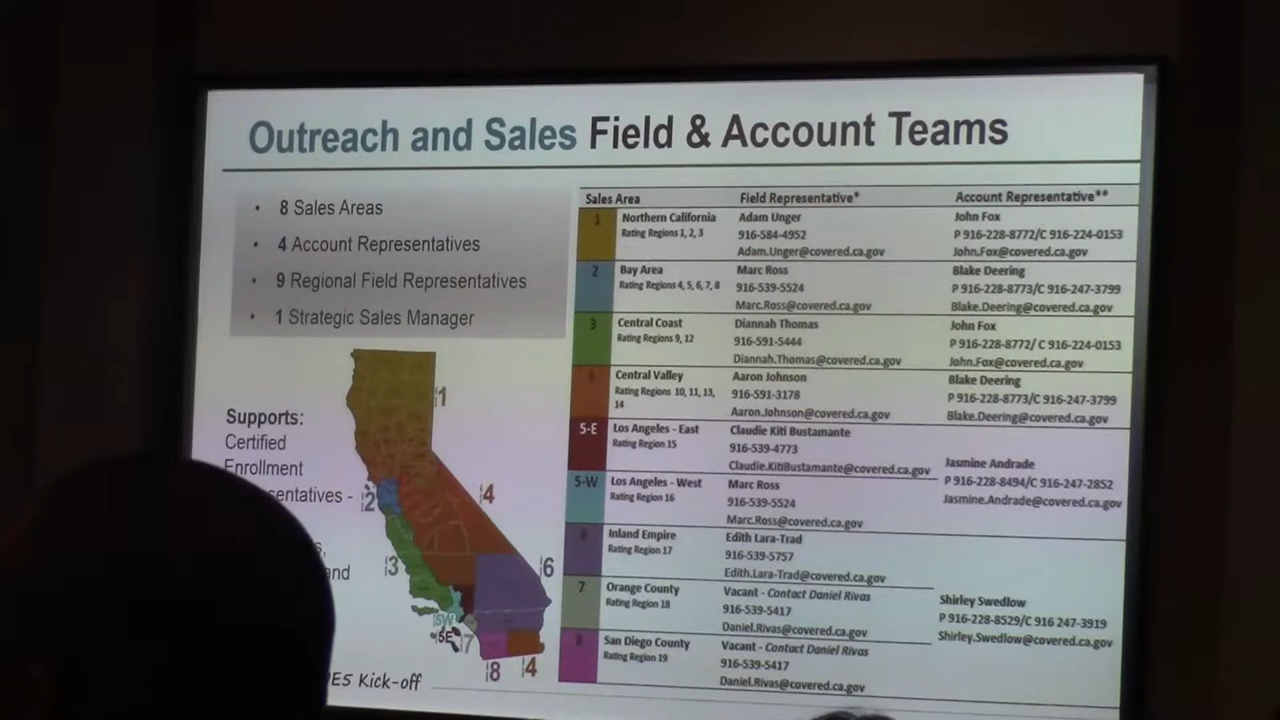 Outreach and Sales Field & Account Teams
• 8 Sales Areas
• 4 Account Representatives
• 9 Regional Field Representatives
• 1 Strategic Sales Manager
Supports:
Certified
Enrollment
entatives -
and
1
2
3
4
6
5W
5E
7
8
4
E5 Kick-off
Sales Area Field Representative* Account Representative**
1 Northern California Adam Unger John Fox
Rating Regions 1, 2, 3 916-584-4952 P 916-228-8772/C 916-224-0153
Adam.Unger@covered.ca.gov John.Fox@covered.ca.gov
2 Bay Area Marc Ross Blake Deering
Rating Regions 4, 5, 6, 7, 8 916-539-5524 P 916-228-8773/C 916-247-3799
Marc.Ross@covered.ca.gov Blake.Deering@covered.ca.gov
3 Central Coast Diannah Thomas John Fox
Rating Regions 9, 12 916-591-5444 P 916-228-8772/ C 916-224-0153
Diannah.Thomas@covered.ca.gov John.Fox@covered.ca.gov
4 Central Valley Aaron Johnson Blake Deering
Rating Regions 10, 11, 13, 916-591-3178 P 916-228-8773/C 916-247-3799
14 Aaron.Johnson@covered.ca.gov Blake.Deering@covered.ca.gov
5-E Los Angeles - East Claudie Kiti Bustamante
Rating Region 15 916-539-4773 Jasmine Andrade
Claudie.KitiBustamante@covered.ca.gov P 916-228-8494/C 916-247-2852
5-W Los Angeles - West Marc Ross Jasmine.Andrade@covered.ca.gov
Rating Region 16 916-539-5524
Marc.Ross@covered.ca.gov
6 Inland Empire Edith Lara-Trad
Rating Region 17 916-539-5757
Edith.Lara-Trad@covered.ca.gov
7 Orange County Vacant - Contact Daniel Rivas Shirley Swedlow
Rating Region 18 916-539-5417 P 916-228-8529/C 916 247-3919
Daniel.Rivas@covered.ca.gov Shirley.Swedlow@covered.ca.gov
8 San Diego County Vacant - Contact Daniel Rivas
Rating Region 19 916-539-5417
Daniel.Rivas@covered.ca.gov